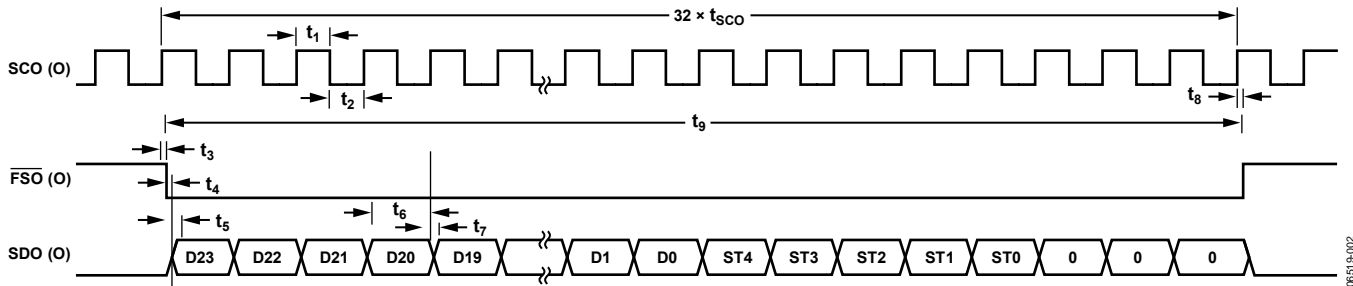 32 × tSCO
t1
SCO (O)
t2
t8
t9
t3
FSO (O)
t4
t5
t6
t7
SDO (O) D23 D22 D21 D20 D19 D1 D0 ST4 ST3 ST2 ST1 ST0 0 0 0
06519-002